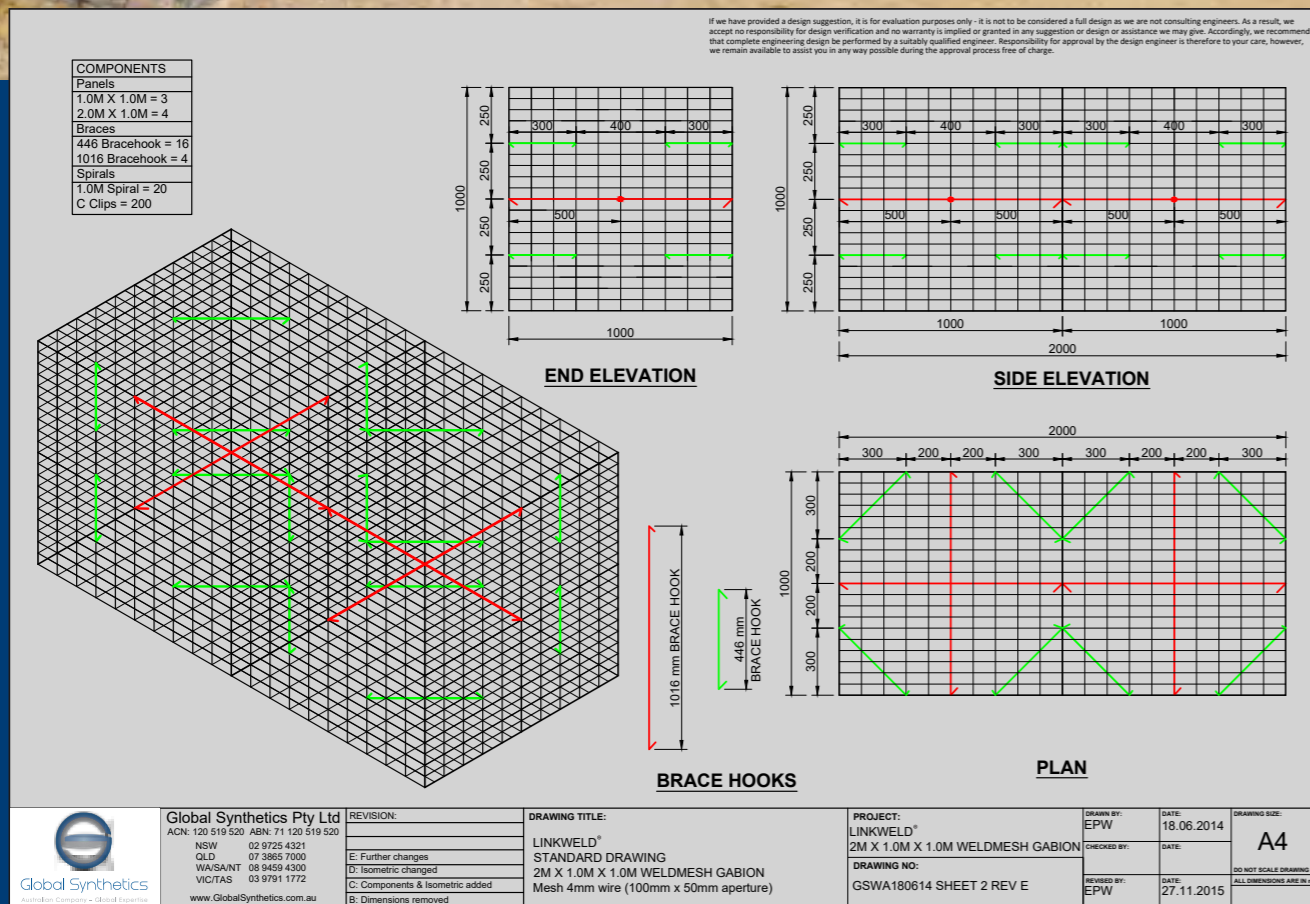 If we have provided a design suggestion, it is for evaluation purposes only - it is not to be considered a full design as we are not consulting engineers. As a result, we
accept no responsibility for design verification and no warranty is implied or granted in any suggestion or design or assistance we may give. Accordingly, we recommend
that complete engineering design be performed by a suitably qualified engineer. Responsibility for approval by the design engineer is therefore to your care, however,
we remain available to assist you in any way possible during the approval process free of charge.
COMPONENTS
Panels
1.0M X 1.0M = 3
2.0M X 1.0M = 4
Braces
446 Bracehook = 16
1016 Bracehook = 4
Spirals
1.0M Spiral = 20
C Clips = 200
250
250
250
250
1000
300
400
300
500
1000
END ELEVATION
250
250
250
250
1000
300
400
300
300
400
300
500
500
500
500
1000
1000
2000
SIDE ELEVATION
2000
300
200
200
300
300
200
200
300
300
200
200
300
1000
PLAN
1016 mm BRACE HOOK
446 mm
BRACE HOOK
BRACE HOOKS
Global Synthetics
Australian Company - Global Expertise
Global Synthetics Pty Ltd
ACN: 120 519 520 ABN: 71 120 519 520
NSW 02 9725 4321
QLD 07 3865 7000
WA/SA/NT 08 9459 4300
VIC/TAS 03 9791 1772
www.GlobalSynthetics.com.au
REVISION:
E: Further changes
D: Isometric changed
C: Components & Isometric added
B: Dimensions removed
DRAWING TITLE:
LINKWELD®
STANDARD DRAWING
2M X 1.0M X 1.0M WELDMESH GABION
Mesh 4mm wire (100mm x 50mm aperture)
PROJECT:
LINKWELD®
2M X 1.0M X 1.0M WELDMESH GABION
DRAWING NO:
GSWA180614 SHEET 2 REV E
DRAWN BY:
EPW
DATE:
18.06.2014
CHECKED BY:
DATE:
REVISED BY:
EPW
DATE:
27.11.2015
DRAWING SIZE:
A4
DO NOT SCALE DRAWING
ALL DIMENSIONS ARE IN